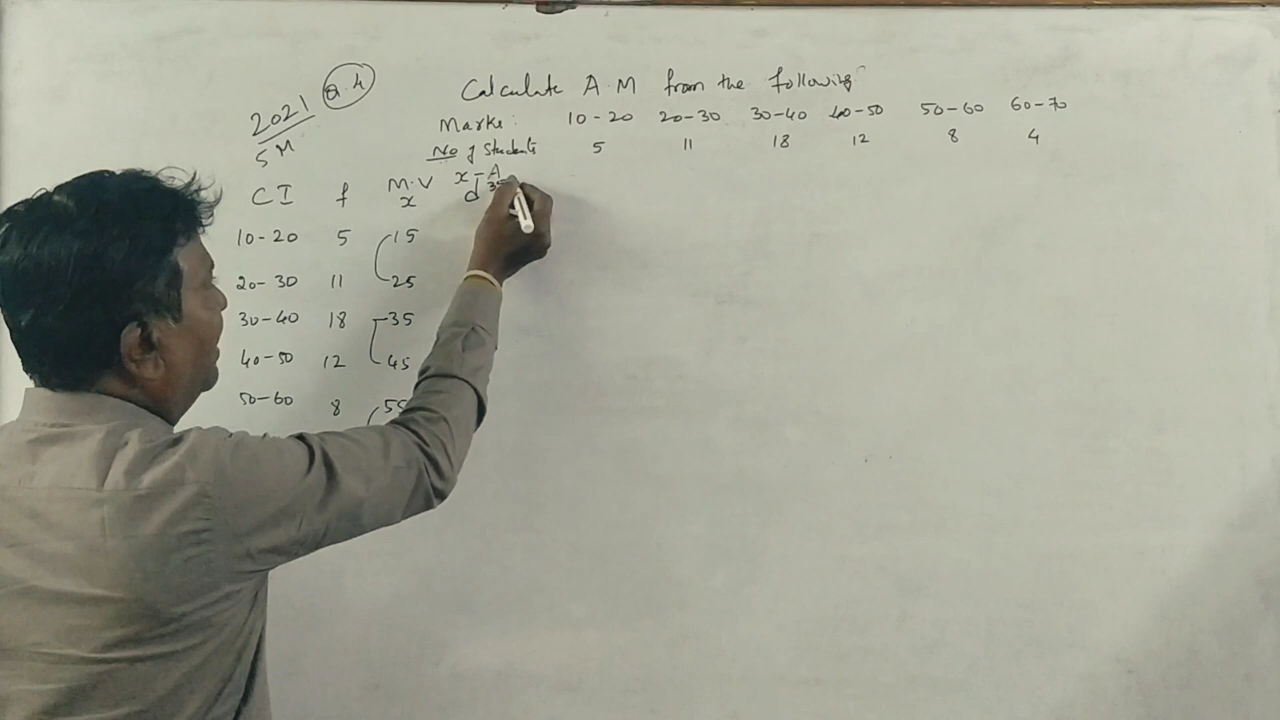 2021 Q.4
5M
Calculate A.M from the following
Marks: 10-20 20-30 30-40 40-50 50-60 60-70
No of Students 5 11 18 12 8 4
CI f M.V x x-A d 35
10-20 5 15
20-30 11 25
30-40 18 35
40-50 12 45
50-60 8 55